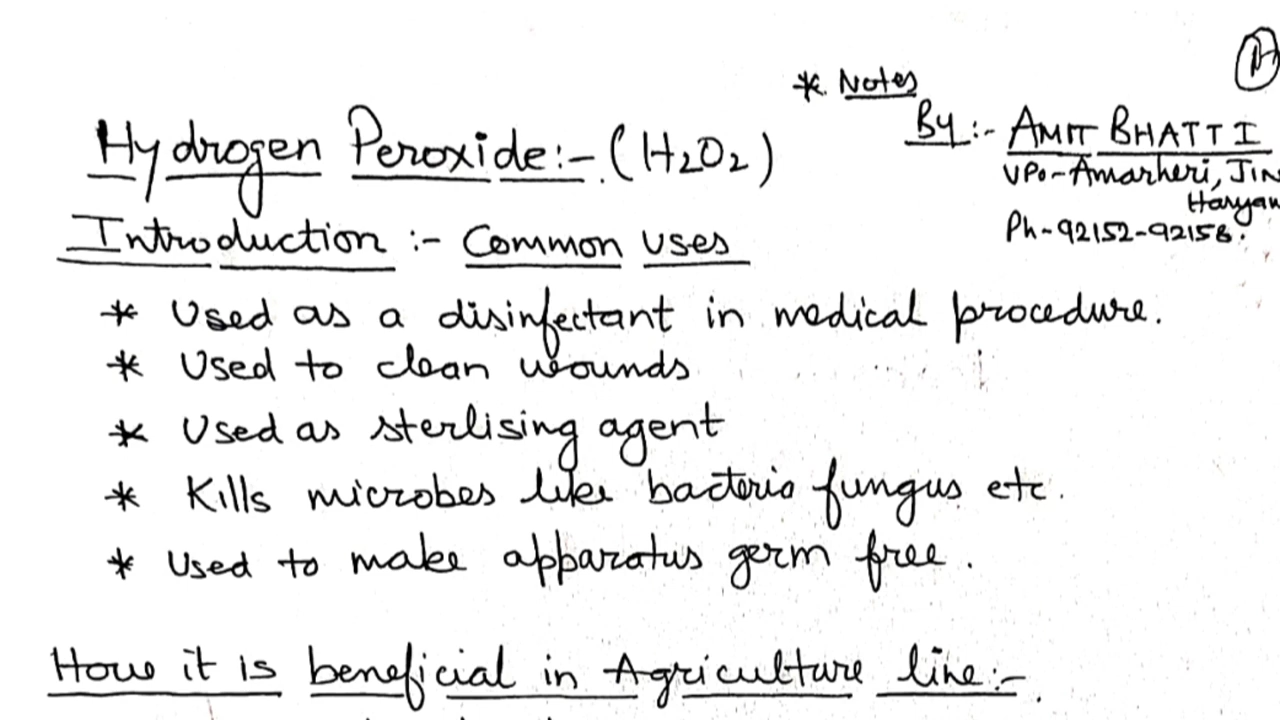 *. Notes
By :- AMIT BHATTI
VPO-Amarheri, JIN
Haryan
Ph-92152-92158.
Hydrogen Peroxide:-.(H₂O₂)
Introduction :- Common uses
* Used as a disinfectant in medical procedure.
* Used to clean wounds
* Used as sterlising agent
* Kills microbes like bacteria fungus etc.
* Used to make apparatus germ free.
How it is beneficial in Agriculture line:-.